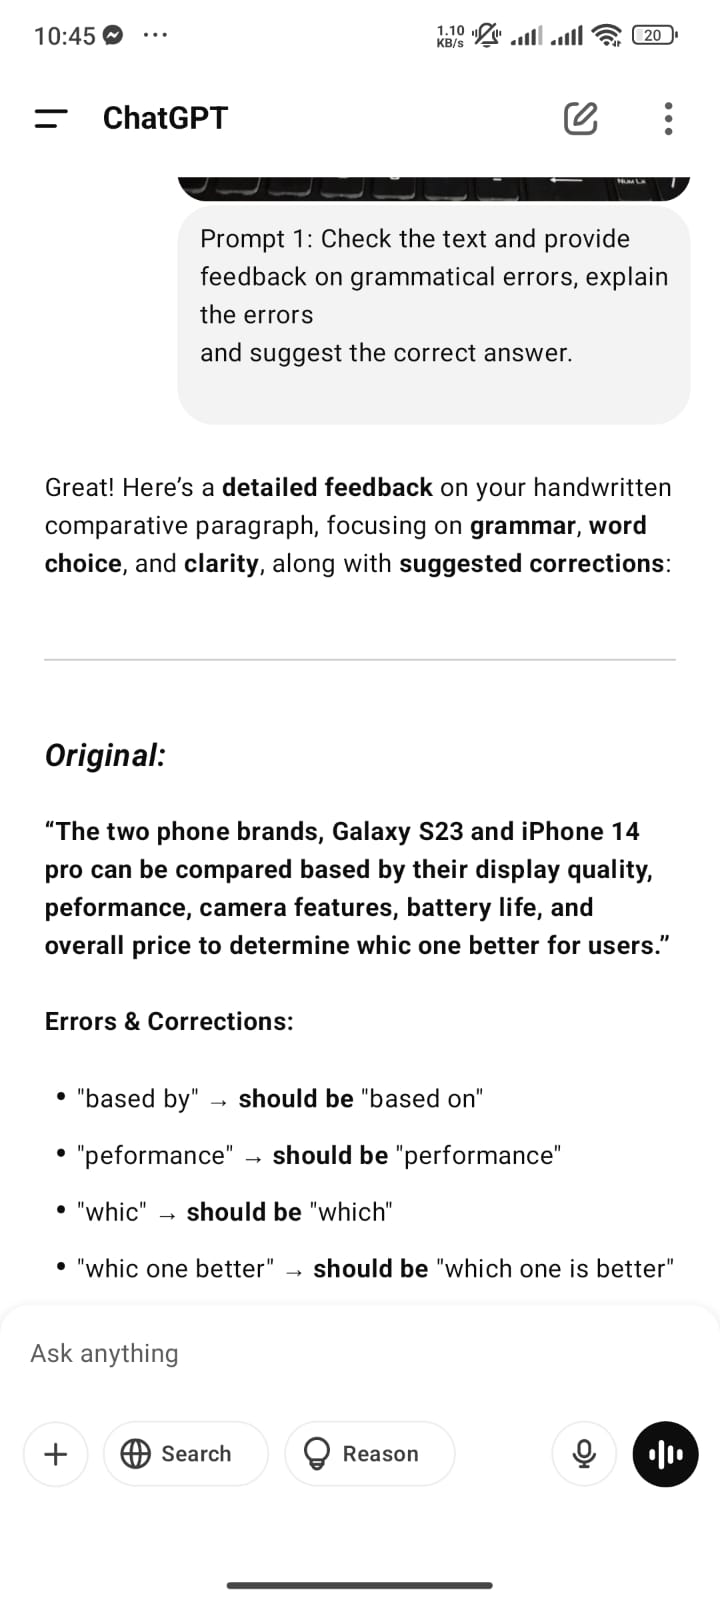 10:45 ...
1.10
KB/s
20
ChatGPT
Num Lk
Prompt 1: Check the text and provide
feedback on grammatical errors, explain
the errors
and suggest the correct answer.
Great! Here’s a detailed feedback on your handwritten
comparative paragraph, focusing on grammar, word
choice, and clarity, along with suggested corrections:
Original:
“The two phone brands, Galaxy S23 and iPhone 14
pro can be compared based by their display quality,
peformance, camera features, battery life, and
overall price to determine whic one better for users.”
Errors & Corrections:
• "based by" → should be "based on"
• "peformance" → should be "performance"
• "whic" → should be "which"
• "whic one better" → should be "which one is better"
Ask anything
Search
Reason